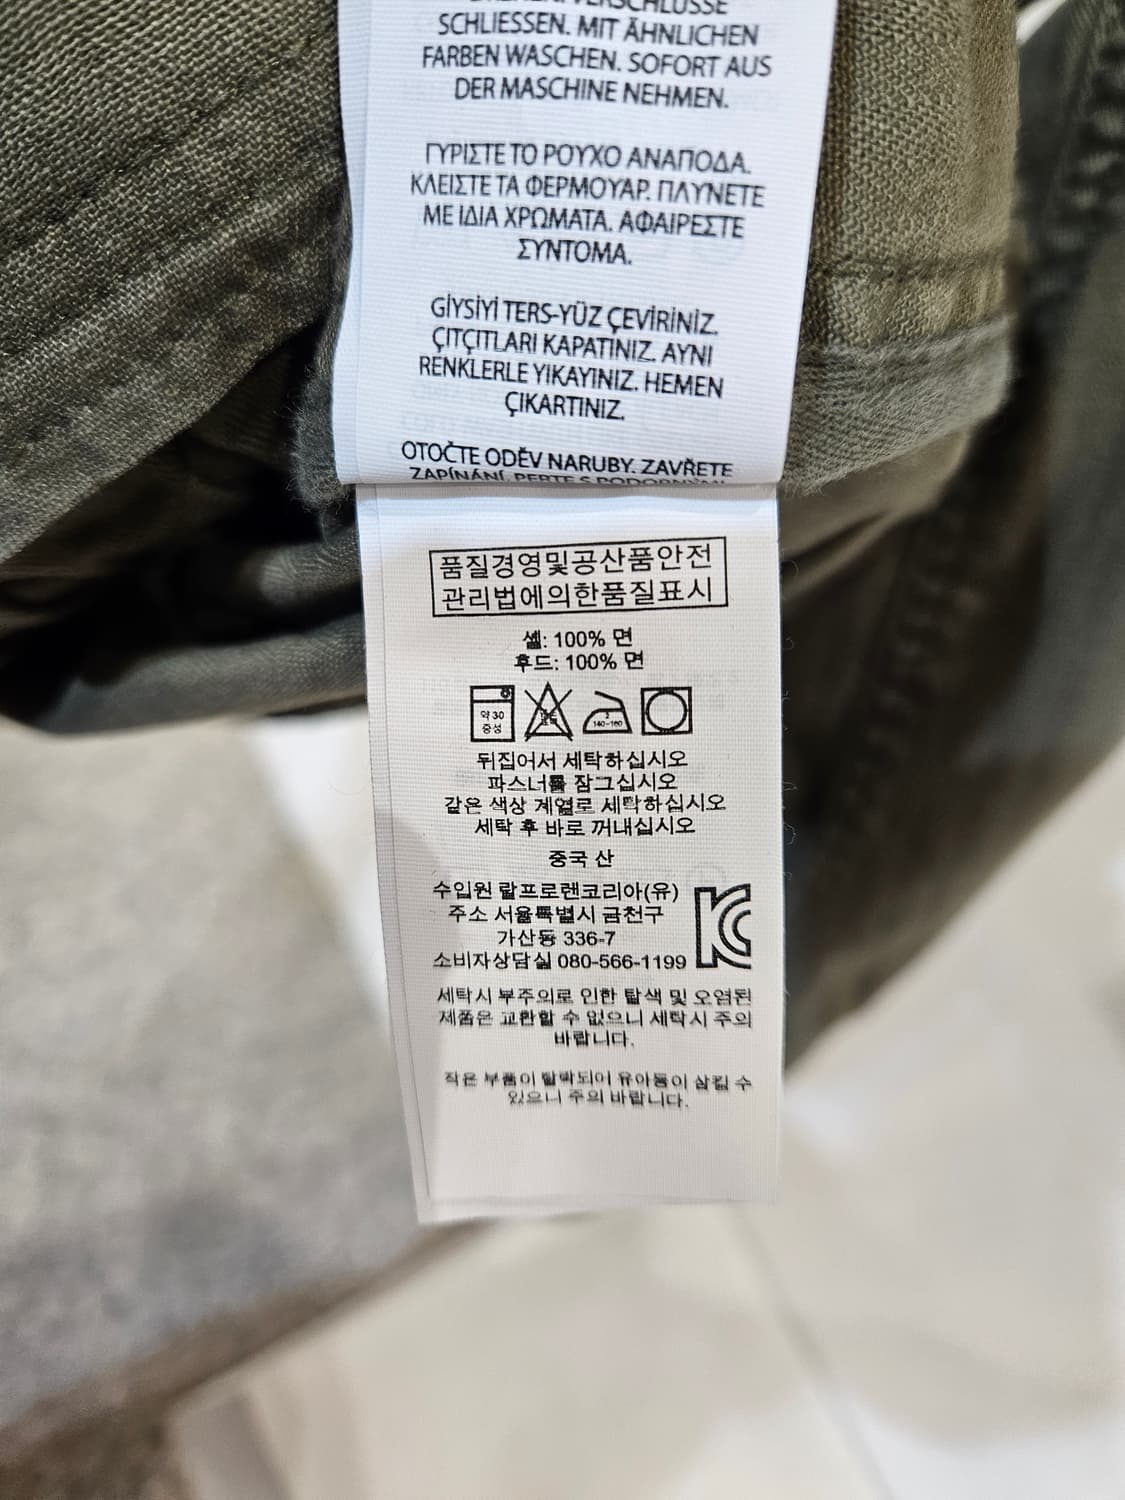 VERSCHLÜSSE
SCHLIESSEN. MIT ÄHNLICHEN
FARBEN WASCHEN. SOFORT AUS
DER MASCHINE NEHMEN.
ΓΥΡΙΣΤΕ ΤΟ ΡΟΥΧΟ ΑΝΑΠΟΔΑ.
ΚΛΕΙΣΤΕ ΤΑ ΦΕΡΜΟΥΑΡ. ΠΛΥΝΕΤΕ
ΜΕ ΙΔΙΑ ΧΡΩΜΑΤΑ. ΑΦΑΙΡΕΣΤΕ
ΣΥΝΤΟΜΑ.
GİYSİYİ TERS-YÜZ ÇEVİRİNİZ.
ÇITÇITLARI KAPATINIZ. AYNI
RENKLERLE YIKAYINIZ. HEMEN
ÇIKARTINIZ.
OTOČTE ODĚV NARUBY. ZAVŘETE
ZAPÍNÁNÍ. PERTE S PODOBNÝMI
품질경영및공산품안전
관리법에의한품질표시
셸: 100% 면
후드: 100% 면
약 30
중성
2
140~160
뒤집어서 세탁하십시오
파스너를 잠그십시오
같은 색상 계열로 세탁하십시오
세탁 후 바로 꺼내십시오
중국 산
수입원 랄프로렌코리아(유)
주소 서울특별시 금천구
가산동 336-7
소비자상담실 080-566-1199
세탁시 부주의로 인한 탈색 및 오염된
제품은 교환할 수 없으니 세탁시 주의
바랍니다.
작은 부품이 탈락되어 유아등이 삼킬 수
있으니 주의 바랍니다.